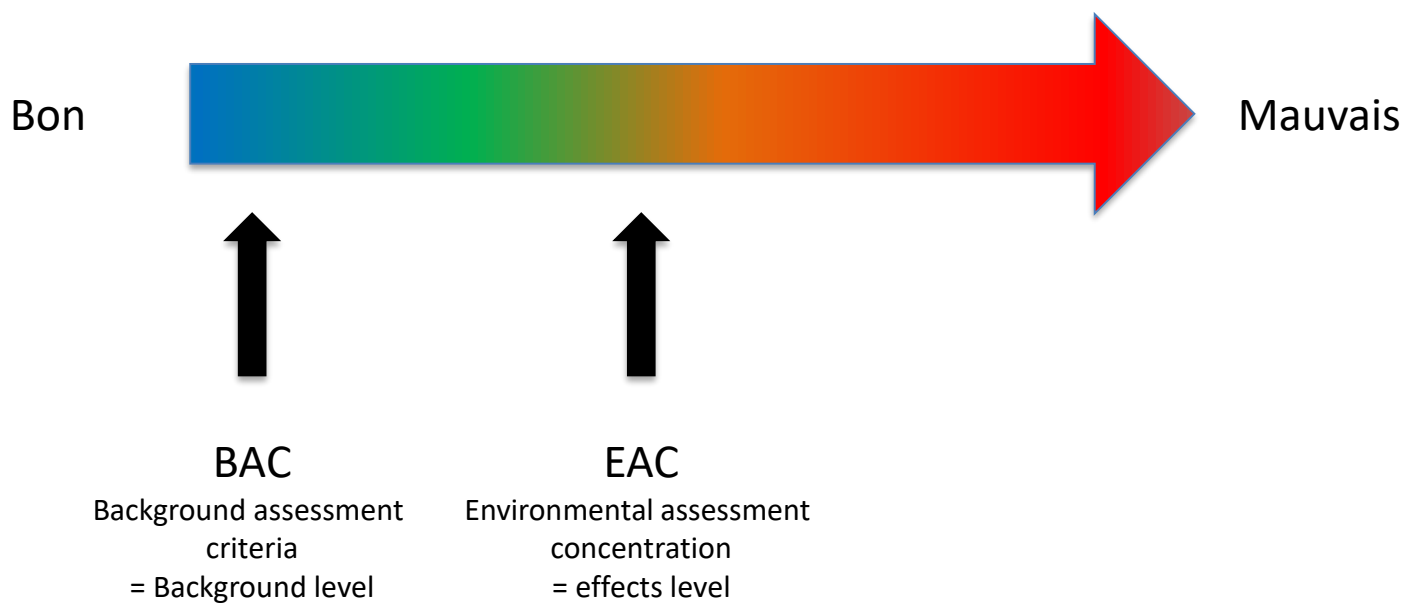 Bon
Mauvais
BAC
Background assessment
criteria
= Background level
EAC
Environmental assessment
concentration
= effects level